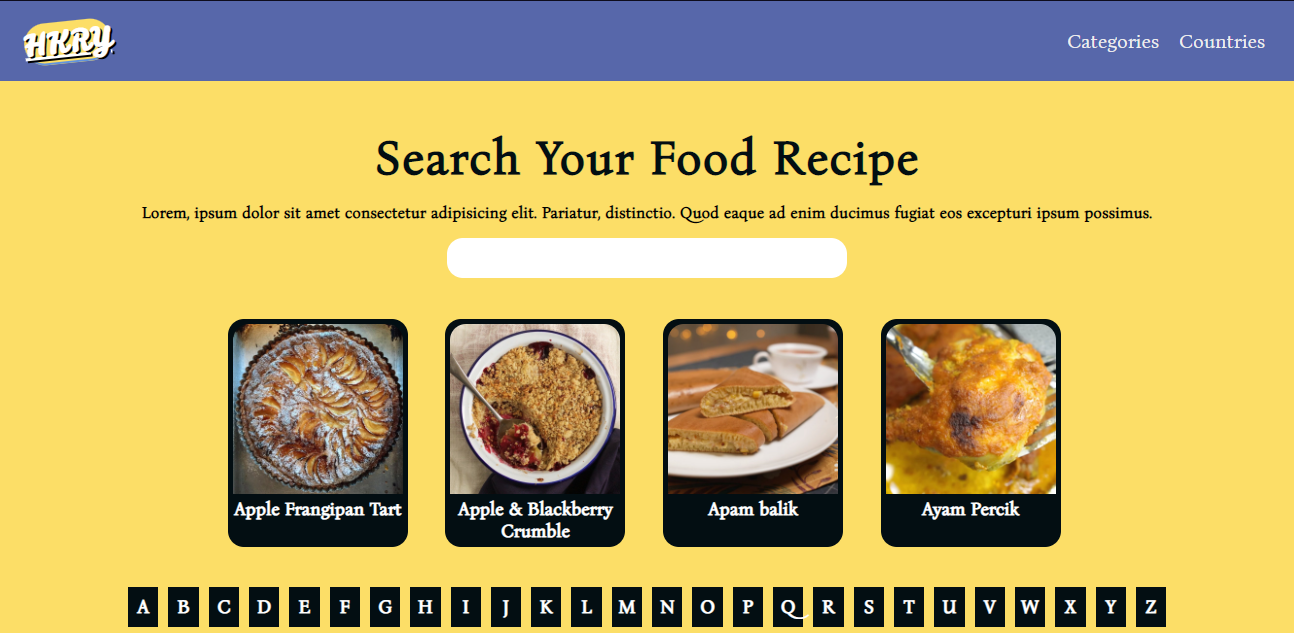 HKRY
Categories Countries
Search Your Food Recipe
Lorem, ipsum dolor sit amet consectetur adipisicing elit. Pariatur, distinctio. Quod eaque ad enim ducimus fugiat eos excepturi ipsum possimus.
Apple Frangipan Tart
Apple & Blackberry
Crumble
Apam balik
Ayam Percik
A B C D E F G H I J K L M N O P Q R S T U V W X Y Z